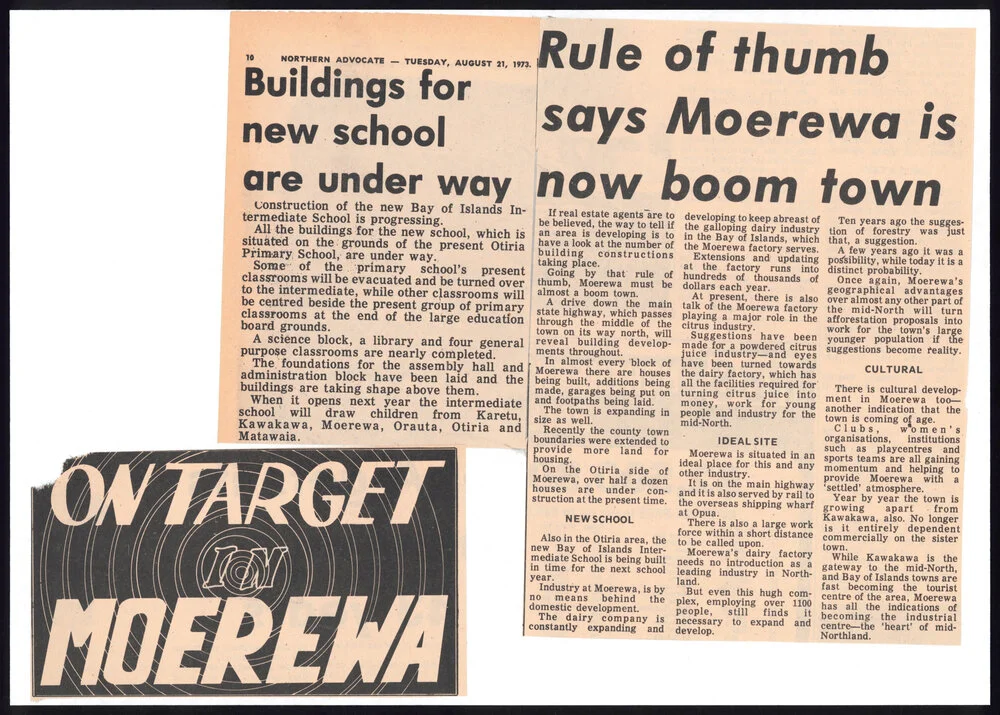 10 NORTHERN ADVOCATE — TUESDAY, AUGUST 21, 1973.
Buildings for
new school
are under way
Construction of the new Bay of Islands In-
termediate School is progressing.
All the buildings for the new school, which is
situated on the grounds of the present Otiria
Primary School, are under way.
Some of the primary school's present
classrooms will be evacuated and be turned over
to the intermediate, while other classrooms will
be centred beside the present group of primary
classrooms at the end of the large education
board grounds.
A science block, a library and four general
purpose classrooms are nearly completed.
The foundations for the assembly hall and
administration block have been laid and the
buildings are taking shape above them.
When it opens next year the intermediate
school will draw children from Karetu,
Kawakawa, Moerewa, Orauta, Otiria and
Matawaia.
ON TARGET
ION
MOEREWA
Rule of thumb
says Moerewa is
now boom town
If real estate agents are to
be believed, the way to tell if
an area is developing is to
have a look at the number of
building constructions
taking place.
Going by that rule of
thumb, Moerewa must be
almost a boom town.
A drive down the main
state highway, which passes
through the middle of the
town on its way north, will
reveal building develop-
ments throughout.
In almost every block of
Moerewa there are houses
being built, additions being
made, garages being put on
and footpaths being laid.
The town is expanding in
size as well.
Recently the county town
boundaries were extended to
provide more land for
housing.
On the Otiria side of
Moerewa, over half a dozen
houses are under con-
struction at the present time.
NEW SCHOOL
Also in the Otiria area, the
new Bay of Islands Inter-
mediate School is being built
in time for the next school
year.
Industry at Moerewa, is by
no means behind the
domestic development.
The dairy company is
constantly expanding and
developing to keep abreast of
the galloping dairy industry
in the Bay of Islands, which
the Moerewa factory serves.
Extensions and updating
at the factory runs into
hundreds of thousands of
dollars each year.
At present, there is also
talk of the Moerewa factory
playing a major role in the
citrus industry.
Suggestions have been
made for a powdered citrus
juice industry—and eyes
have been turned towards
the dairy factory, which has
all the facilities required for
turning citrus juice into
money, work for young
people and industry for the
mid-North.
IDEAL SITE
Moerewa is situated in an
ideal place for this and any
other industry.
It is on the main highway
and it is also served by rail to
the overseas shipping wharf
at Opua.
There is also a large work
force within a short distance
to be called upon.
Moerewa's dairy factory
needs no introduction as a
leading industry in North-
land.
But even this hugh com-
plex, employing over 1100
people, still finds it
necessary to expand and
develop.
Ten years ago the sugges-
tion of forestry was just
that, a suggestion.
A few years ago it was a
possibility, while today it is a
distinct probability.
Once again, Moerewa's
geographical advantages
over almost any other part of
the mid-North will turn
afforestation proposals into
work for the town's large
younger population if the
suggestions become reality.
CULTURAL
There is cultural develop-
ment in Moerewa too—
another indication that the
town is coming of age.
Clubs, women's
organisations, institutions
such as playcentres and
sports teams are all gaining
momentum and helping to
provide Moerewa with a
'settled' atmosphere.
Year by year the town is
growing apart from
Kawakawa, also. No longer
is it entirely dependent
commercially on the sister
town.
While Kawakawa is the
gateway to the mid-North,
and Bay of Islands towns are
fast becoming the tourist
centre of the area, Moerewa
has all the indications of
becoming the industrial
centre—the 'heart' of mid-
Northland.